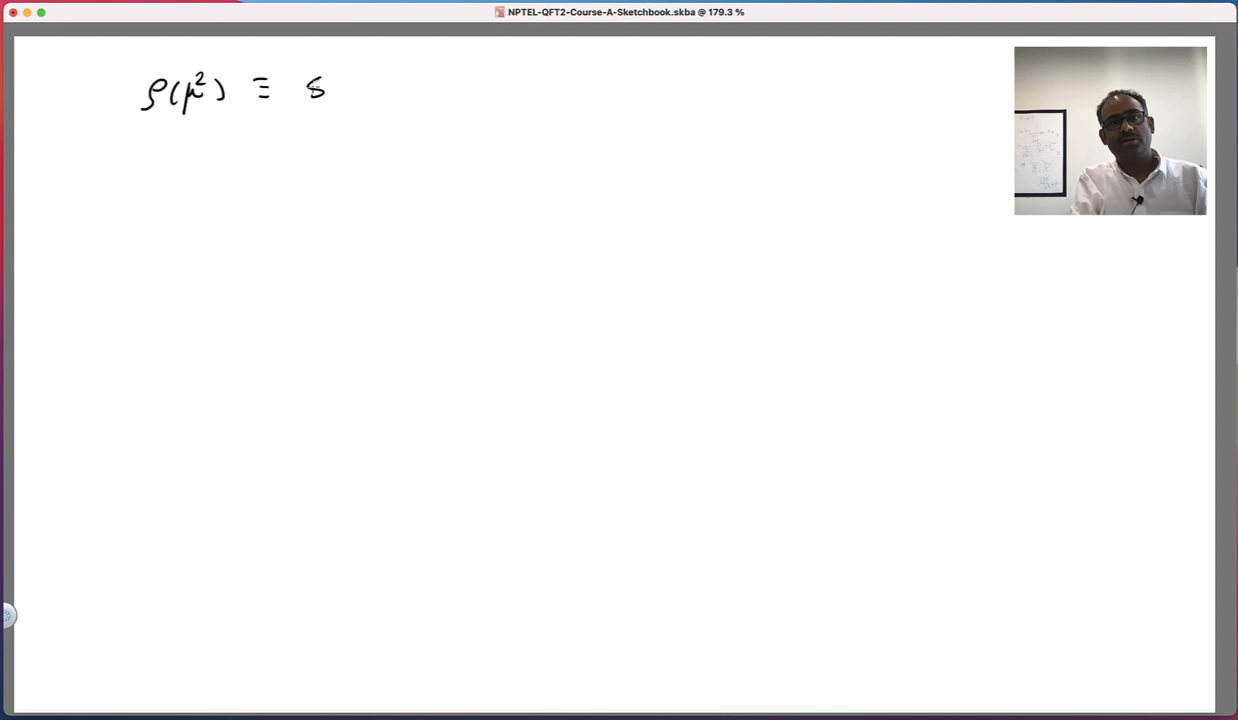 NPTEL-QFT2-Course-A-Sketchbook.skba @ 179.3 %
ρ(μ²) ≡ s